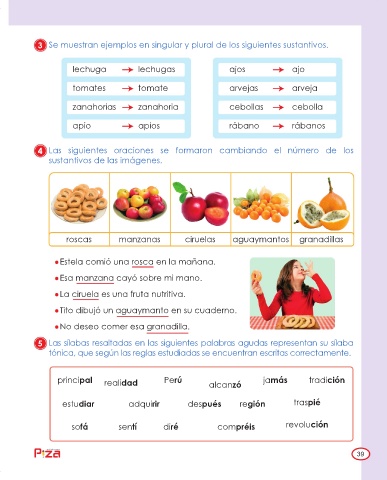 3 Se muestran ejemplos en singular y plural de los siguientes sustantivos.
lechuga → lechugas
ajos → ajo
tomates → tomate
arvejas → arveja
zanahorias → zanahoria
cebollas → cebolla
apio → apios
rábano → rábanos
4 Las siguientes oraciones se formaron cambiando el número de los
sustantivos de las imágenes.
roscas manzanas ciruelas aguaymantos granadillas
• Estela comió una rosca en la mañana.
• Esa manzana cayó sobre mi mano.
• La ciruela es una fruta nutritiva.
• Tito dibujó un aguaymanto en su cuaderno.
• No deseo comer esa granadilla.
5 Las sílabas resaltadas en las siguientes palabras agudas representan su sílaba
tónica, que según las reglas estudiadas se encuentran escritas correctamente.
principal realidad Perú alcanzó jamás tradición
estudiar adquirir después región traspié
sofá sentí diré compréis revolución
Pizza
39